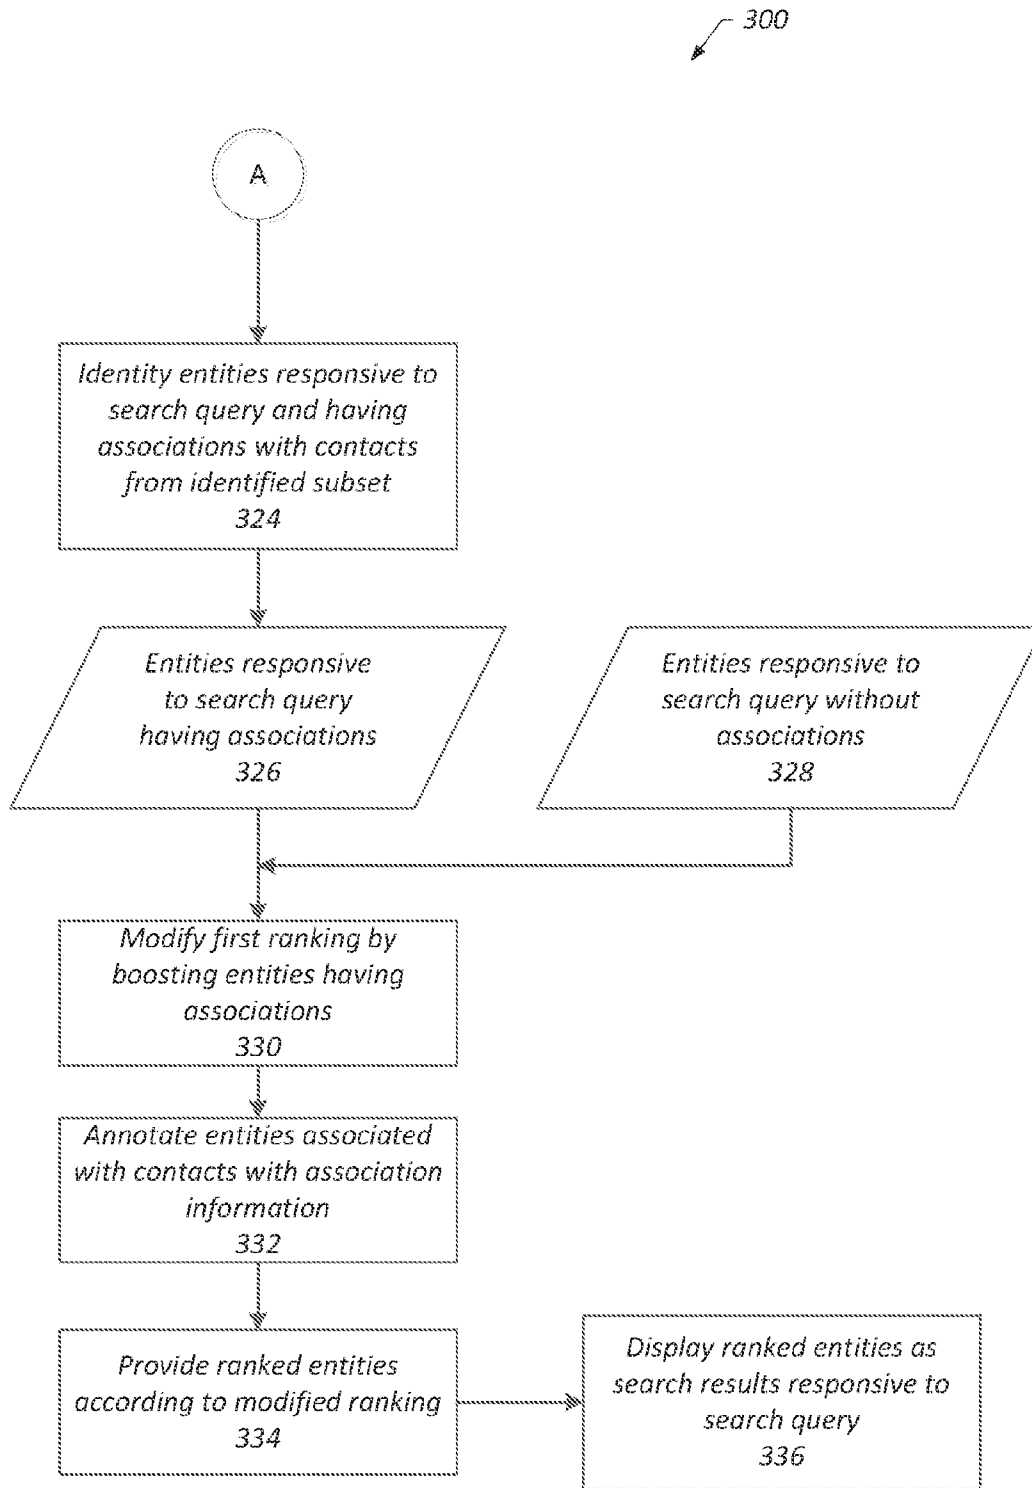 300
A
Identity entities responsive to
search query and having
associations with contacts
from identified subset
324
Entities responsive
to search query
having associations
326
Entities responsive to
search query without
associations
328
Modify first ranking by
boosting entities having
associations
330
Annotate entities associated
with contacts with association
information
332
Provide ranked entities
according to modified ranking
334
Display ranked entities as
search results responsive to
search query
336